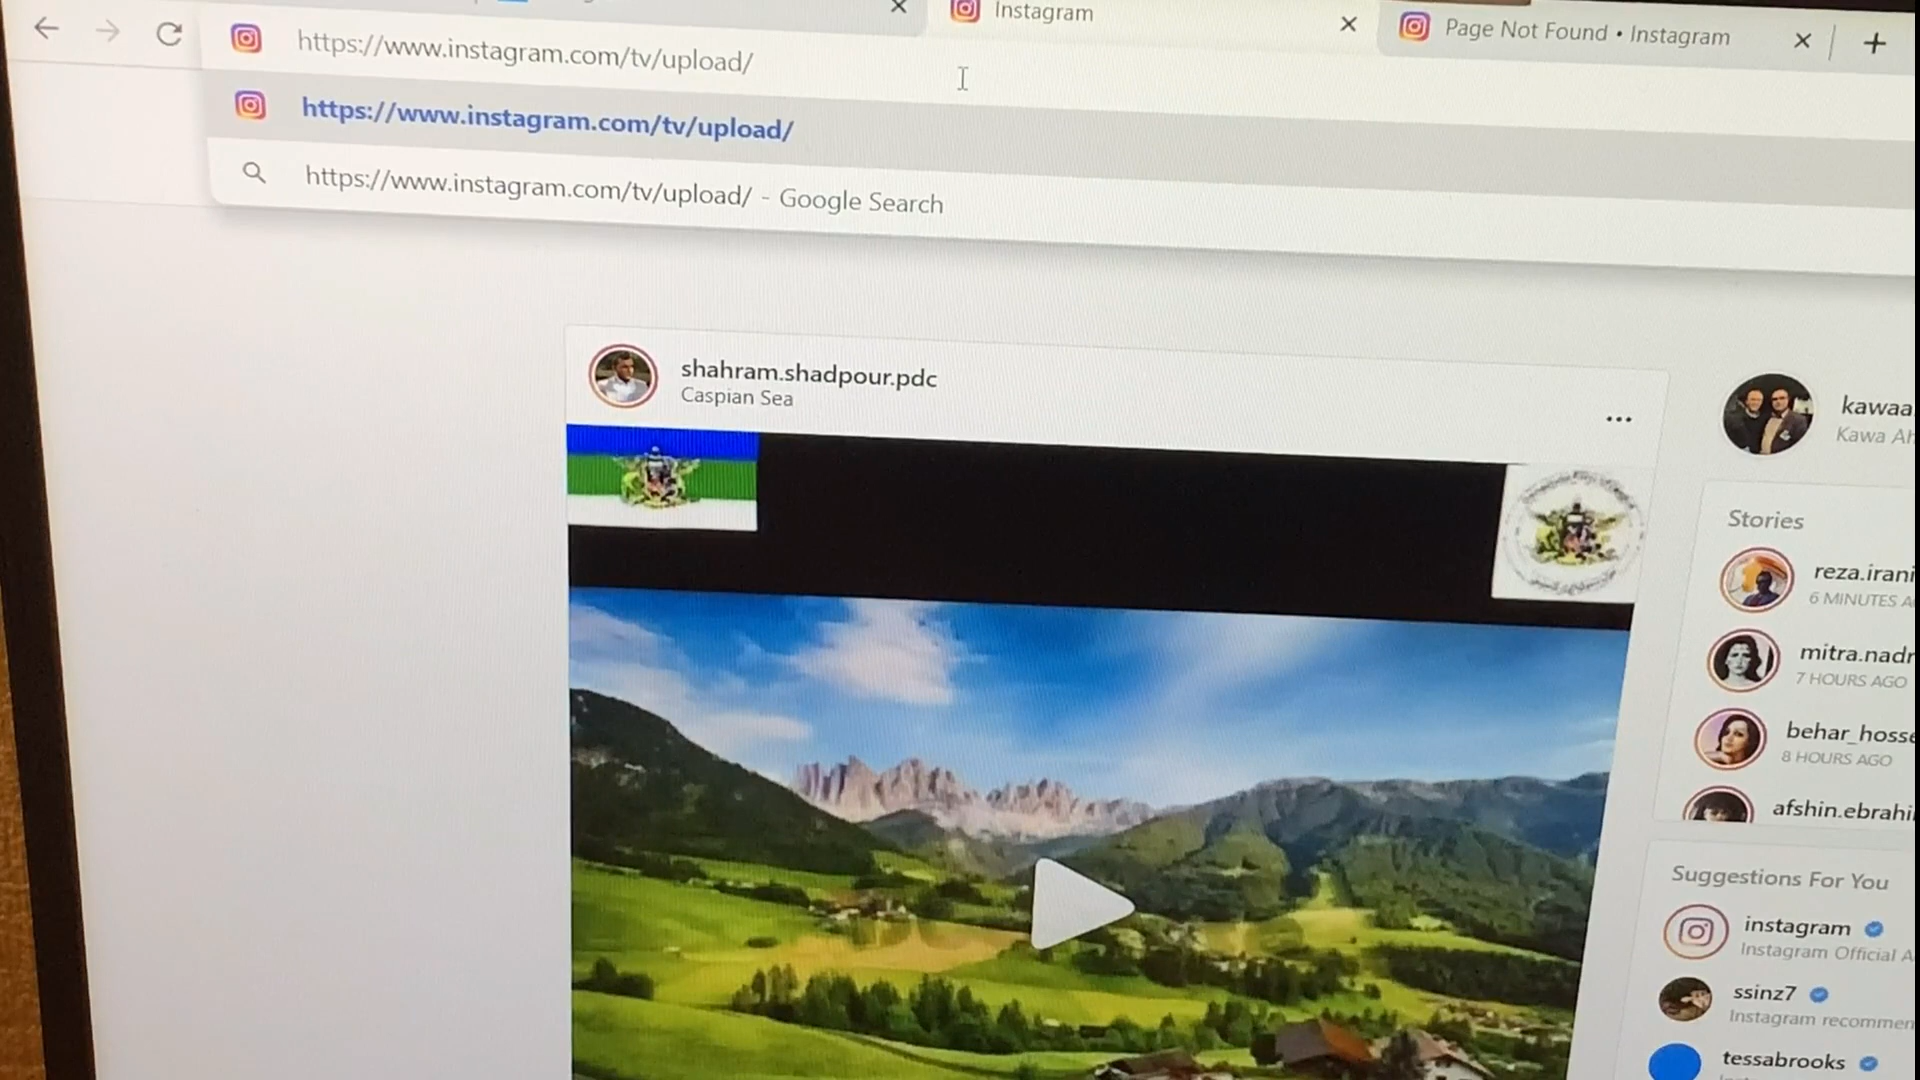 Instagram
Page Not Found • Instagram
https://www.instagram.com/tv/upload/
https://www.instagram.com/tv/upload/
https://www.instagram.com/tv/upload/ - Google Search
shahram.shadpour.pdc
Caspian Sea
kawaa
Kawa Ah
Stories
reza.irani
6 MINUTES A
mitra.nadr
7 HOURS AGO
behar_hosse
8 HOURS AGO
afshin.ebrahi
Suggestions For You
instagram
Instagram Official A
ssinz7
Instagram recommen
tessabrooks